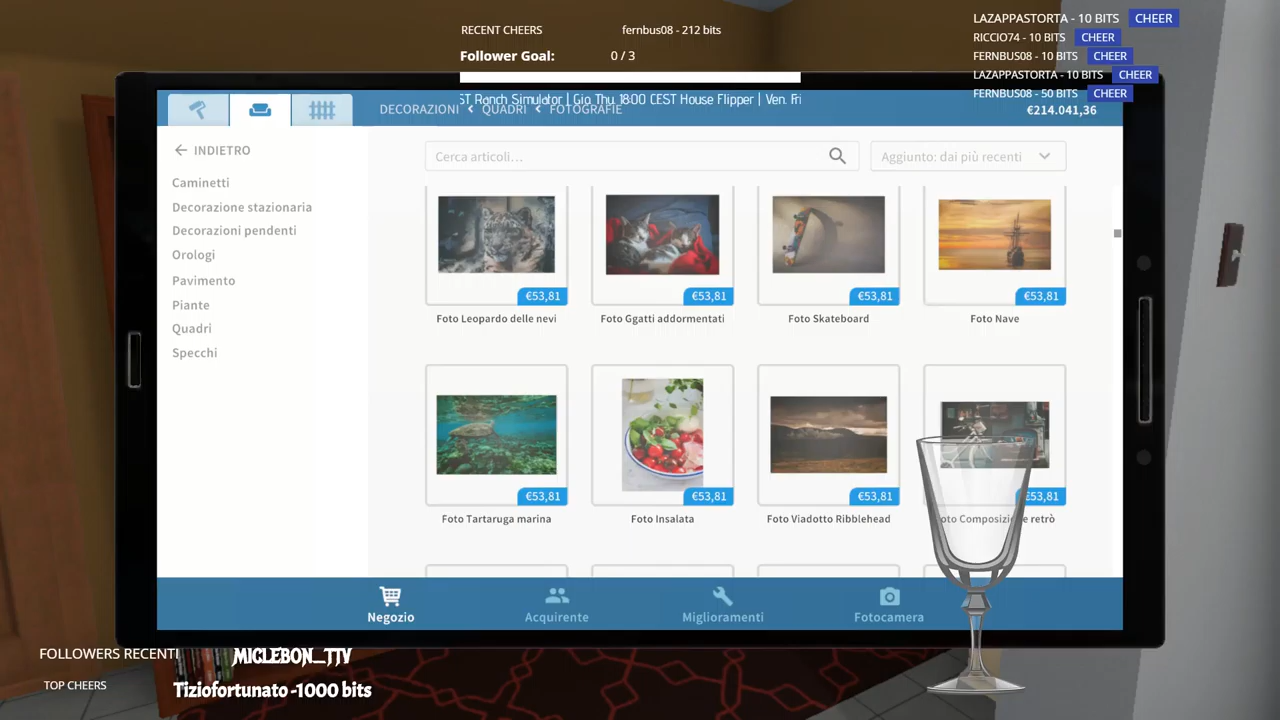 RECENT CHEERS
fernbus08 - 212 bits
Follower Goal:
0 / 3
ST Ranch Simulator | Gio. Thu. 18:00 CEST House Flipper | Ven. Fri
LAZAPPASTORTA - 10 BITS CHEER
RICCIO74 - 10 BITS CHEER
FERNBUS08 - 10 BITS CHEER
LAZAPPASTORTA - 10 BITS CHEER
FERNBUS08 - 50 BITS CHEER
DECORAZIONI < QUADRI < FOTOGRAFIE
€214.041,36
INDIETRO
Caminetti
Decorazione stazionaria
Decorazioni pendenti
Orologi
Pavimento
Piante
Quadri
Specchi
Cerca articoli...
Aggiunto: dai più recenti
€53,81 €53,81 €53,81 €53,81
Foto Leopardo delle nevi
Foto Ggatti addormentati
Foto Skateboard
Foto Nave
€53,81 €53,81 €53,81 €53,81
Foto Tartaruga marina
Foto Insalata
Foto Viadotto Ribblehead
Foto Composizione retrò
Negozio
Acquirente
Miglioramenti
Fotocamera
FOLLOWERS RECENTI
MICLEBON_TTV
TOP CHEERS
Tiziofortunato -1000 bits